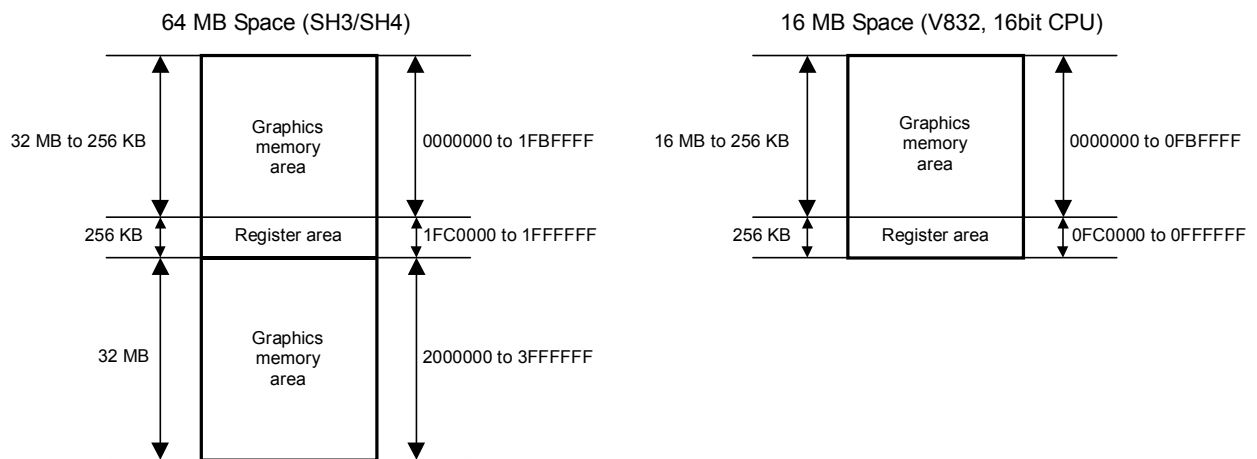 64 MB Space (SH3/SH4)
32 MB to 256 KB
Graphics
memory
area
0000000 to 1FBFFFF
256 KB
Register area
1FC0000 to 1FFFFFF
32 MB
Graphics
memory
area
2000000 to 3FFFFFF
16 MB Space (V832, 16bit CPU)
16 MB to 256 KB
Graphics
memory
area
0000000 to 0FBFFFF
256 KB
Register area
0FC0000 to 0FFFFFF